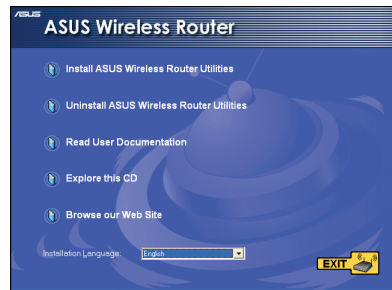 ASUS
ASUS Wireless Router
Install ASUS Wireless Router Utilities
Uninstall ASUS Wireless Router Utilities
Read User Documentation
Explore this CD
Browse our Web Site
Installation Language: English
EXIT